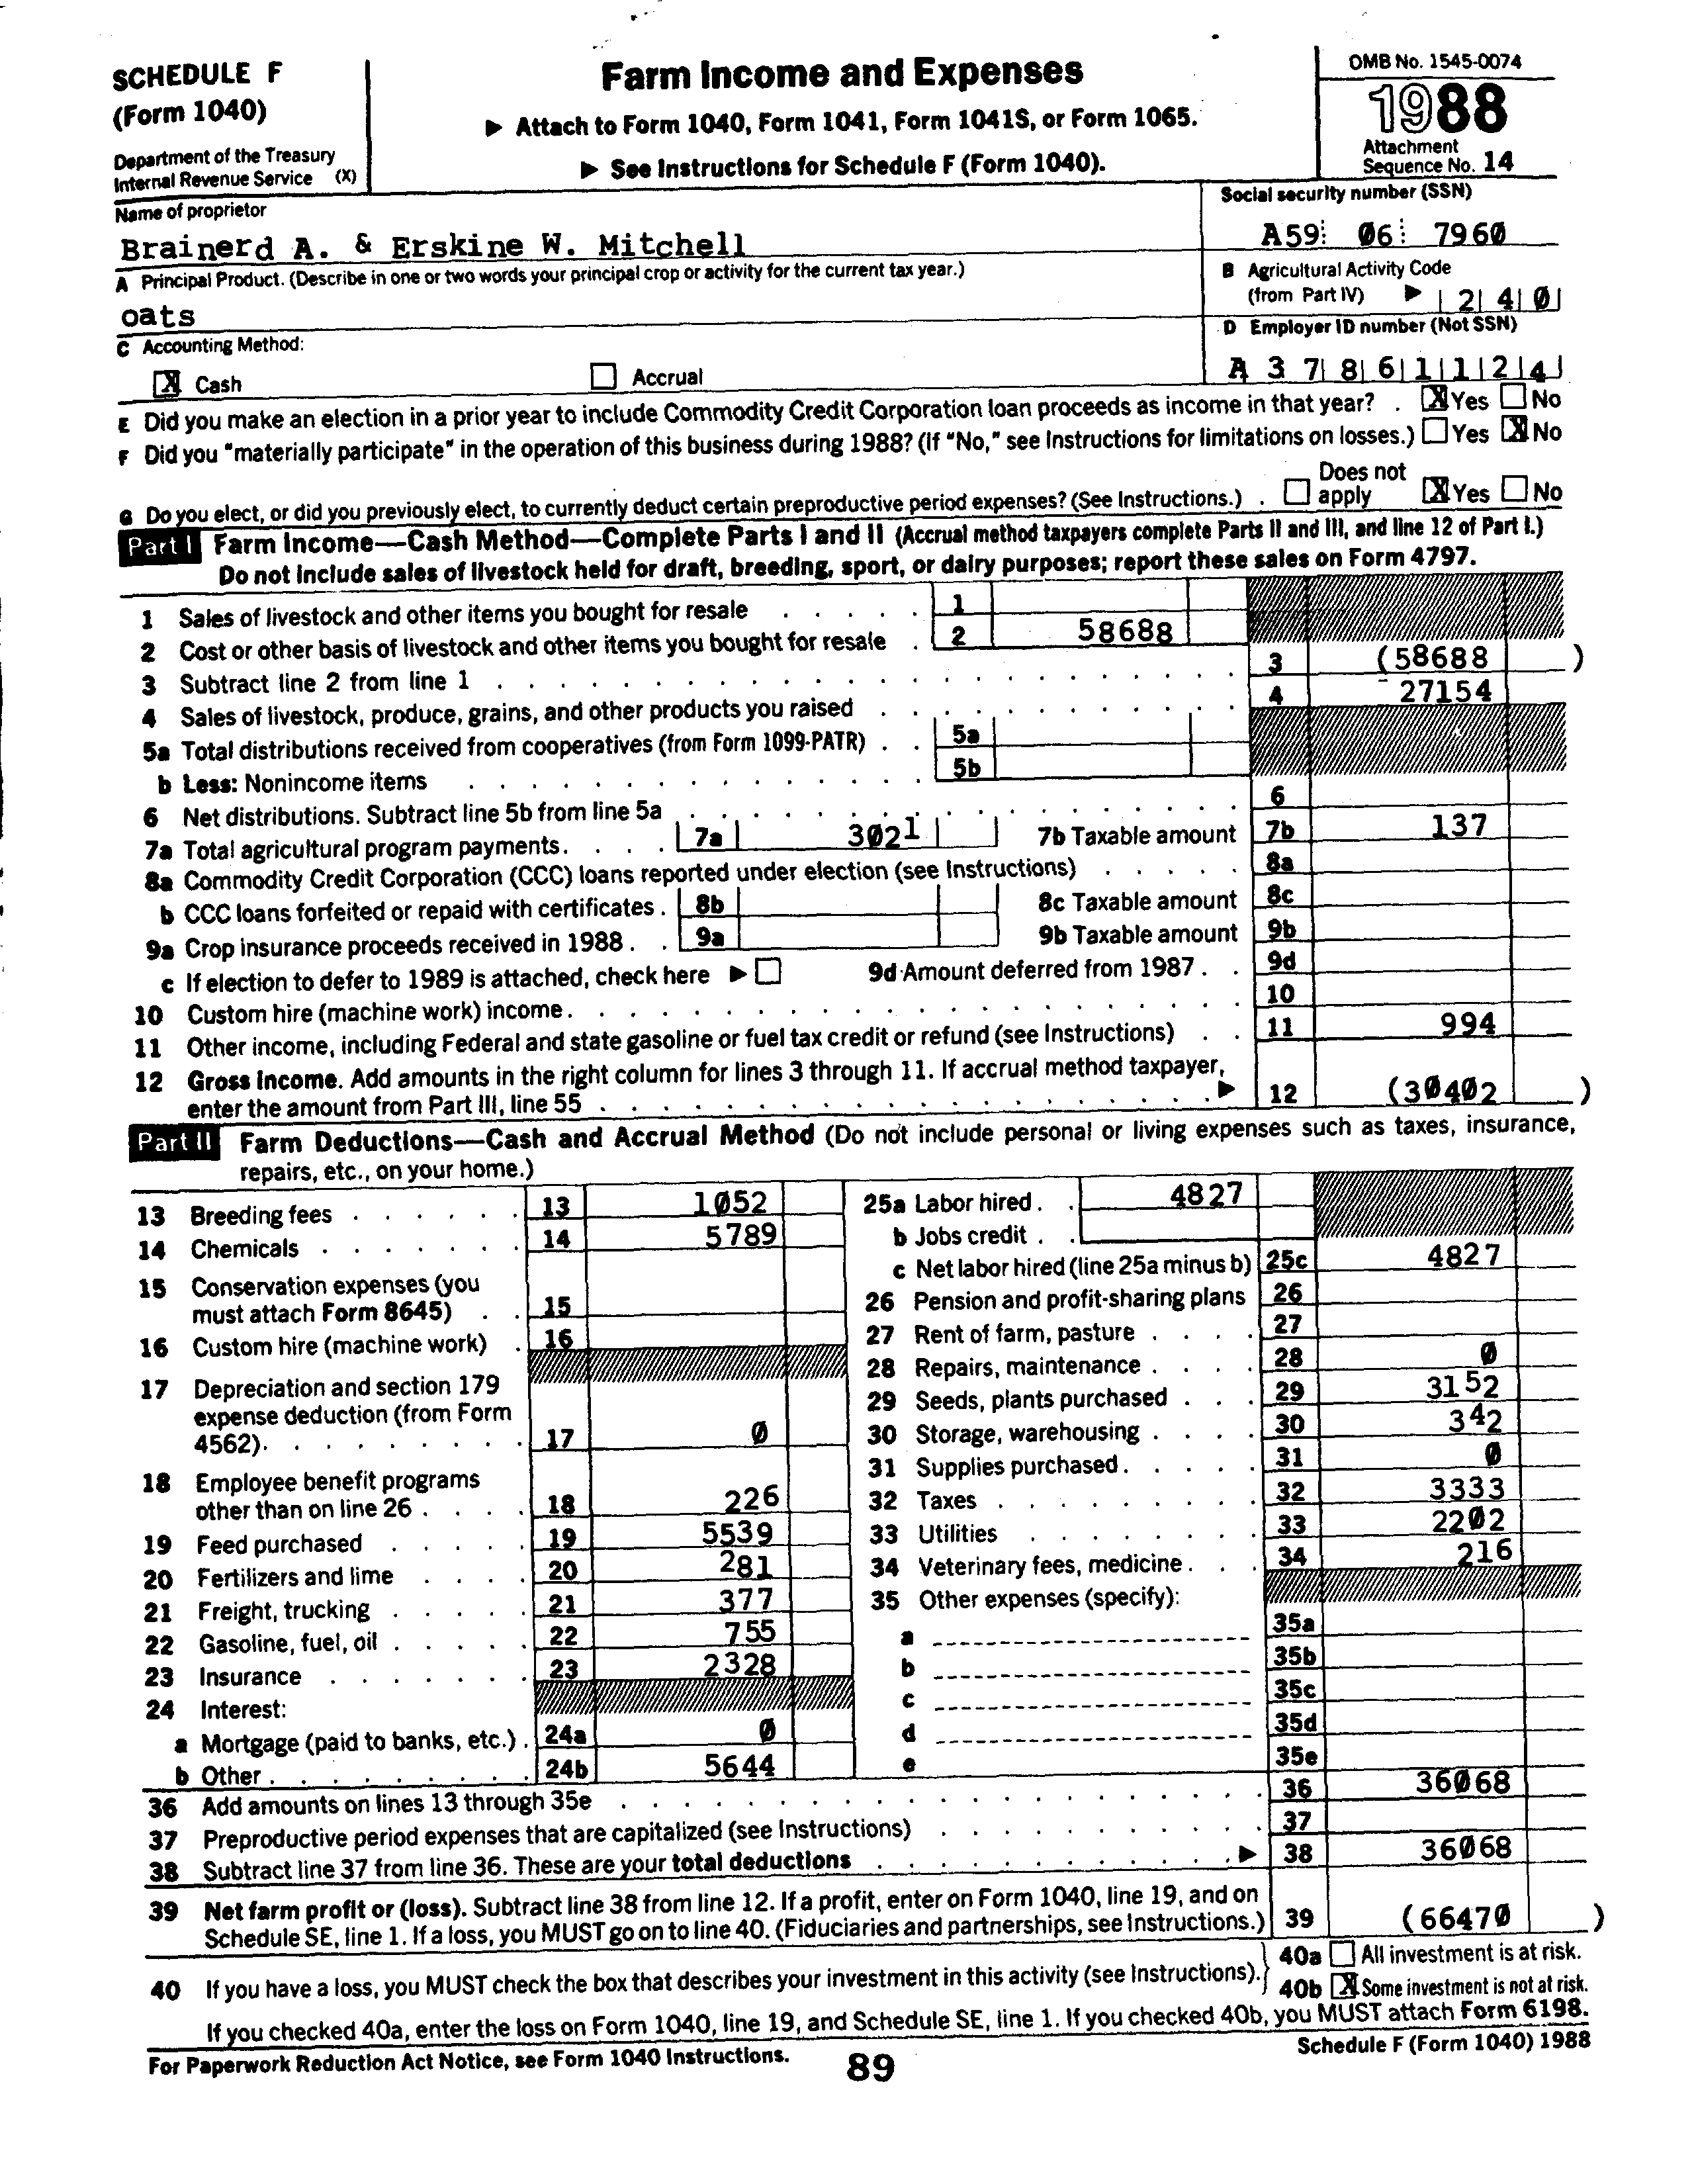 SCHEDULE F
(Form 1040)
Department of the Treasury
Internal Revenue Service (X)
Farm Income and Expenses
▶ Attach to Form 1040, Form 1041, Form 1041S, or Form 1065.
▶ See Instructions for Schedule F (Form 1040).
OMB No. 1545-0074
1988
Attachment
Sequence No. 14
Name of proprietor
Brainerd A. & Erskine W. Mitchell
Social security number (SSN)
A59 06 7960
A Principal Product. (Describe in one or two words your principal crop or activity for the current tax year.)
oats
B Agricultural Activity Code
(from Part IV) ▶ 2 4 0
C Accounting Method:
X Cash Accrual
D Employer ID number (Not SSN)
A 3 7 8 6 1 1 2 4
E Did you make an election in a prior year to include Commodity Credit Corporation loan proceeds as income in that year? . X Yes No
F Did you "materially participate" in the operation of this business during 1988? (If "No," see Instructions for limitations on losses.) Yes X No
G Do you elect, or did you previously elect, to currently deduct certain preproductive period expenses? (See Instructions.) . Does not apply X Yes No
Part I Farm Income—Cash Method—Complete Parts I and II (Accrual method taxpayers complete Parts II and III, and line 12 of Part I.)
Do not include sales of livestock held for draft, breeding, sport, or dairy purposes; report these sales on Form 4797.
1 Sales of livestock and other items you bought for resale 1
2 Cost or other basis of livestock and other items you bought for resale 2 58688
3 Subtract line 2 from line 1 3 (58688 )
4 Sales of livestock, produce, grains, and other products you raised 4 27154
5a Total distributions received from cooperatives (from Form 1099-PATR) 5a
b Less: Nonincome items 5b
6 Net distributions. Subtract line 5b from line 5a 6
7a Total agricultural program payments. 7a 3021 7b Taxable amount 7b 137
8a Commodity Credit Corporation (CCC) loans reported under election (see Instructions) 8a
b CCC loans forfeited or repaid with certificates. 8b 8c Taxable amount 8c
9a Crop insurance proceeds received in 1988. 9a 9b Taxable amount 9b
c If election to defer to 1989 is attached, check here ▶ 9d Amount deferred from 1987. 9d
10 Custom hire (machine work) income. 10
11 Other income, including Federal and state gasoline or fuel tax credit or refund (see Instructions) 11 994
12 Gross Income. Add amounts in the right column for lines 3 through 11. If accrual method taxpayer,
enter the amount from Part III, line 55 ▶ 12 (30402 )
Part II Farm Deductions—Cash and Accrual Method (Do not include personal or living expenses such as taxes, insurance,
repairs, etc., on your home.)
13 Breeding fees 13 1052
14 Chemicals 14 5789
15 Conservation expenses (you
must attach Form 8645) 15
16 Custom hire (machine work) 16
17 Depreciation and section 179
expense deduction (from Form
4562). 17 0
18 Employee benefit programs
other than on line 26 18 226
19 Feed purchased 19 5539
20 Fertilizers and lime 20 281
21 Freight, trucking 21 377
22 Gasoline, fuel, oil 22 755
23 Insurance 23 2328
24 Interest:
a Mortgage (paid to banks, etc.) 24a 0
b Other 24b 5644
25a Labor hired. 4827
b Jobs credit
c Net labor hired (line 25a minus b) 25c 4827
26 Pension and profit-sharing plans 26
27 Rent of farm, pasture 27
28 Repairs, maintenance 28 0
29 Seeds, plants purchased 29 3152
30 Storage, warehousing 30 342
31 Supplies purchased. 31 0
32 Taxes 32 3333
33 Utilities 33 2202
34 Veterinary fees, medicine. 34 216
35 Other expenses (specify):
a 35a
b 35b
c 35c
d 35d
e 35e
36 Add amounts on lines 13 through 35e 36 36068
37 Preproductive period expenses that are capitalized (see Instructions) 37
38 Subtract line 37 from line 36. These are your total deductions ▶ 38 36068
39 Net farm profit or (loss). Subtract line 38 from line 12. If a profit, enter on Form 1040, line 19, and on
Schedule SE, line 1. If a loss, you MUST go on to line 40. (Fiduciaries and partnerships, see Instructions.) 39 (66470 )
40 If you have a loss, you MUST check the box that describes your investment in this activity (see Instructions).
40a All investment is at risk.
40b X Some investment is not at risk.
If you checked 40a, enter the loss on Form 1040, line 19, and Schedule SE, line 1. If you checked 40b, you MUST attach Form 6198.
For Paperwork Reduction Act Notice, see Form 1040 Instructions.
89
Schedule F (Form 1040) 1988